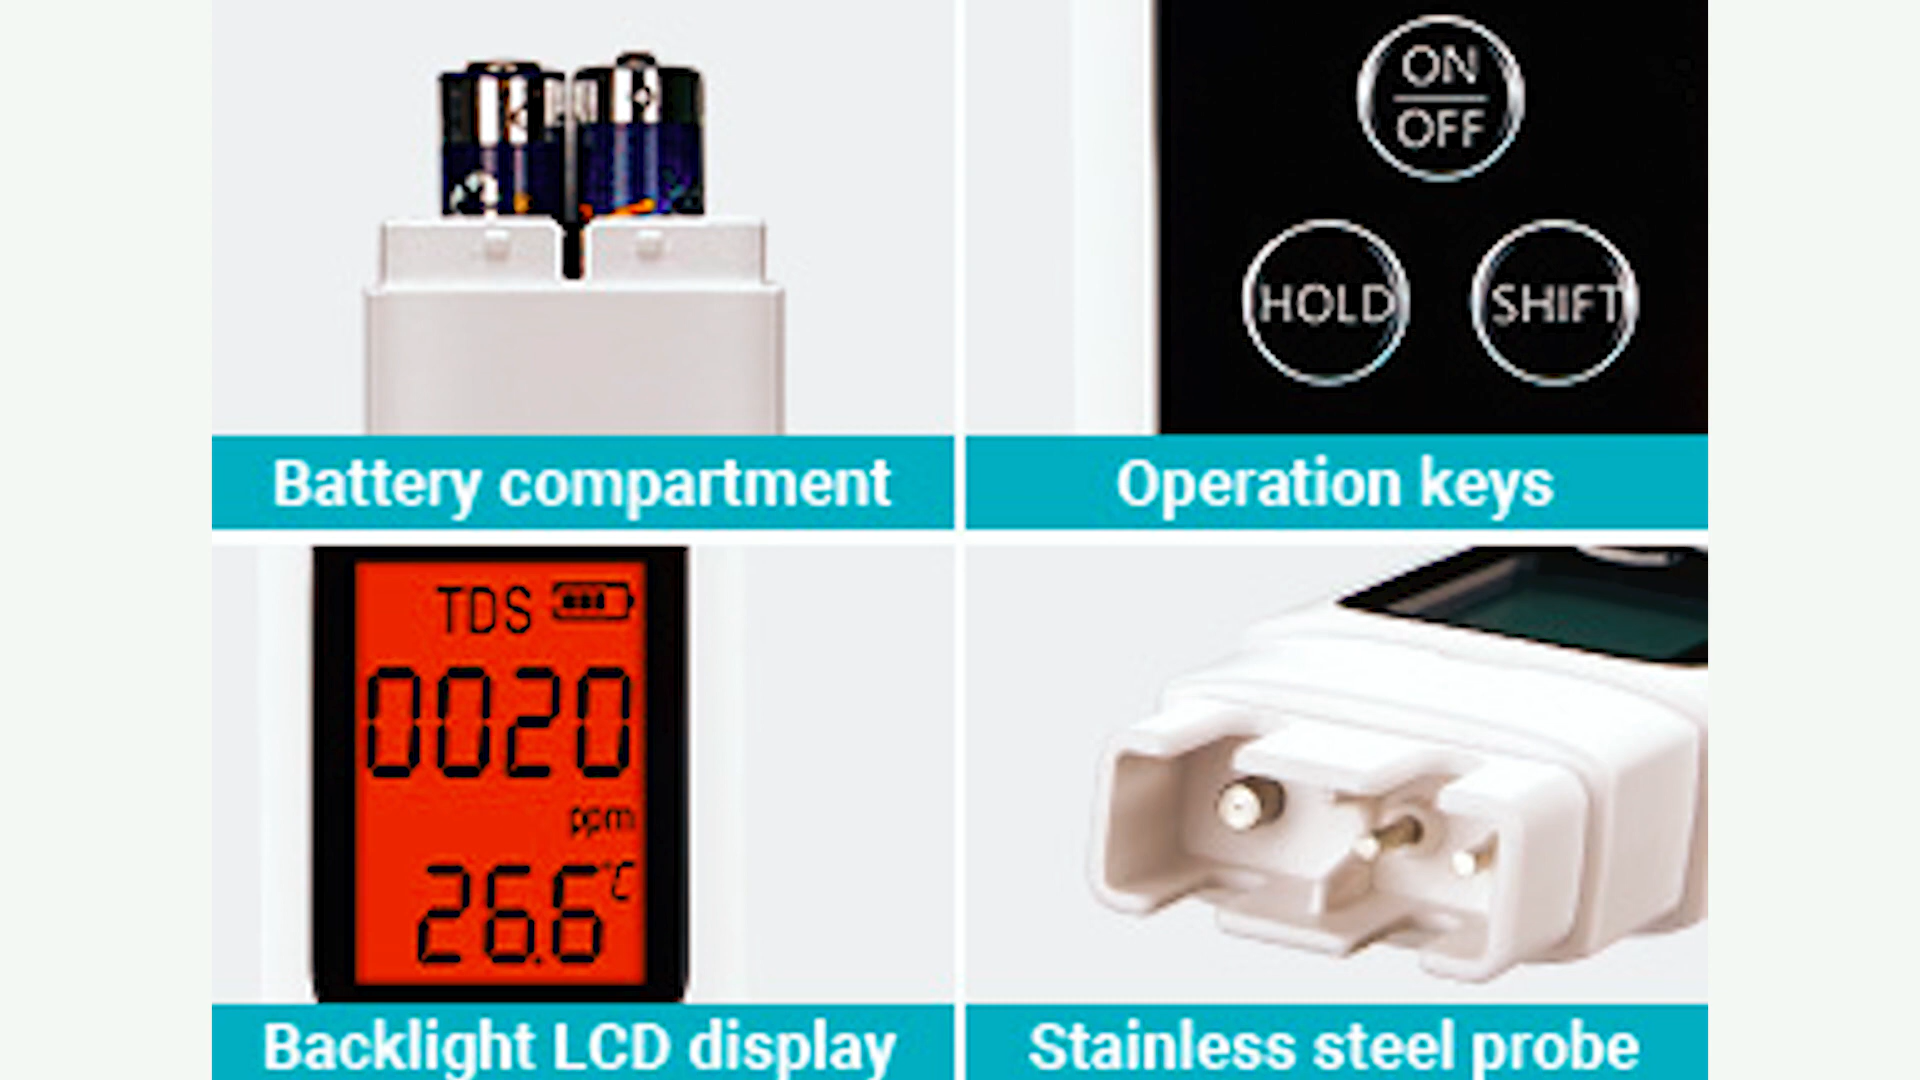 ON
OFF
HOLD SHIFT
Battery compartment
Operation keys
TDS
0020
ppm
26.6 °C
Backlight LCD display
Stainless steel probe